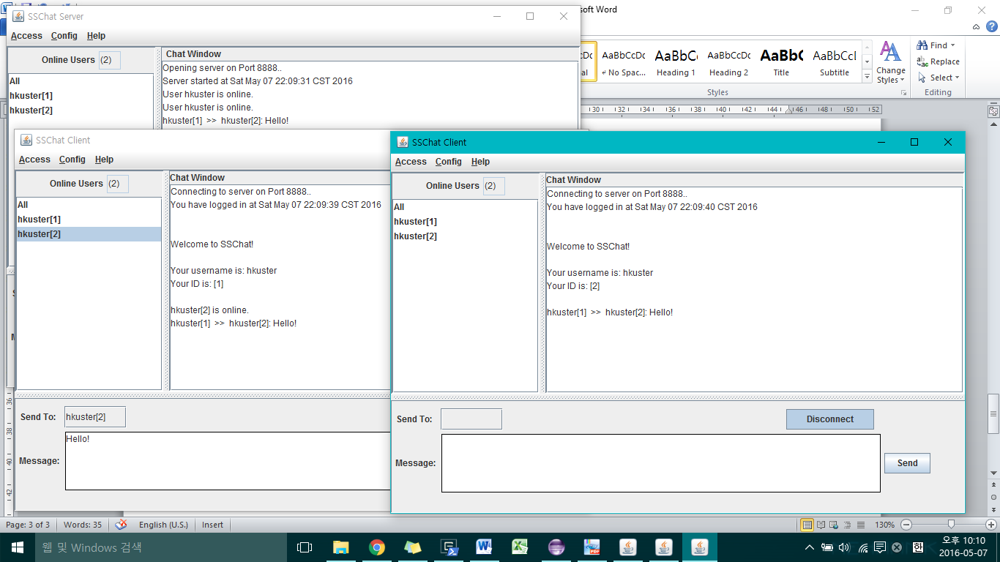 SSChat Server
soft Word
Access Config Help
Online Users (2)
Chat Window
All
hkuster[1]
hkuster[2]
Opening server on Port 8888..
Server started at Sat May 07 22:09:31 CST 2016
User hkuster is online.
User hkuster is online.
hkuster[1] >> hkuster[2]: Hello!
AaBbCcDc AaBbC AaBbCcDc AaBbC AaBbCcI
al ↵ No Spac... Heading 1 Heading 2 Title Subtitle
Change
Styles
Styles
Find
Replace
Select
Editing
30 32 34 36 38 40 42 44 46 48 50 52
SSChat Client
Access Config Help
Online Users (2)
Chat Window
All
hkuster[1]
hkuster[2]
Connecting to server on Port 8888..
You have logged in at Sat May 07 22:09:39 CST 2016
Welcome to SSChat!
Your username is: hkuster
Your ID is: [1]
hkuster[2] is online.
hkuster[1] >> hkuster[2]: Hello!
Send To: hkuster[2]
Message: Hello!
SSChat Client
Access Config Help
Online Users (2)
Chat Window
All
hkuster[1]
hkuster[2]
Connecting to server on Port 8888..
You have logged in at Sat May 07 22:09:40 CST 2016
Welcome to SSChat!
Your username is: hkuster
Your ID is: [2]
hkuster[1] >> hkuster[2]: Hello!
Send To:
Disconnect
Message:
Send
36
38
40
42
Page: 3 of 3 Words: 35 English (U.S.) Insert 130%
웹 및 Windows 검색
한
오후 10:10
2016-05-07